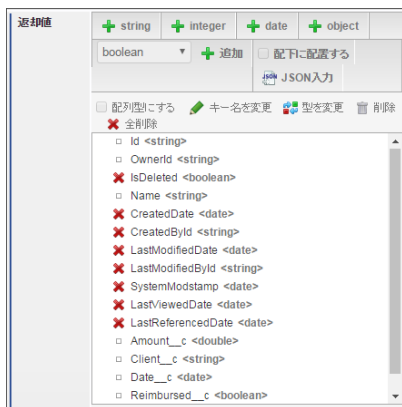 返却値
string integer date object
boolean 追加 配下に配置する
JSON入力
配列型にする キー名を変更 型を変更 削除
全削除
Id <string>
OwnerId <string>
IsDeleted <boolean>
Name <string>
CreatedDate <date>
CreatedById <string>
LastModifiedDate <date>
LastModifiedById <string>
SystemModstamp <date>
LastViewedDate <date>
LastReferencedDate <date>
Amount__c <double>
Client__c <string>
Date__c <date>
Reimbursed__c <boolean>